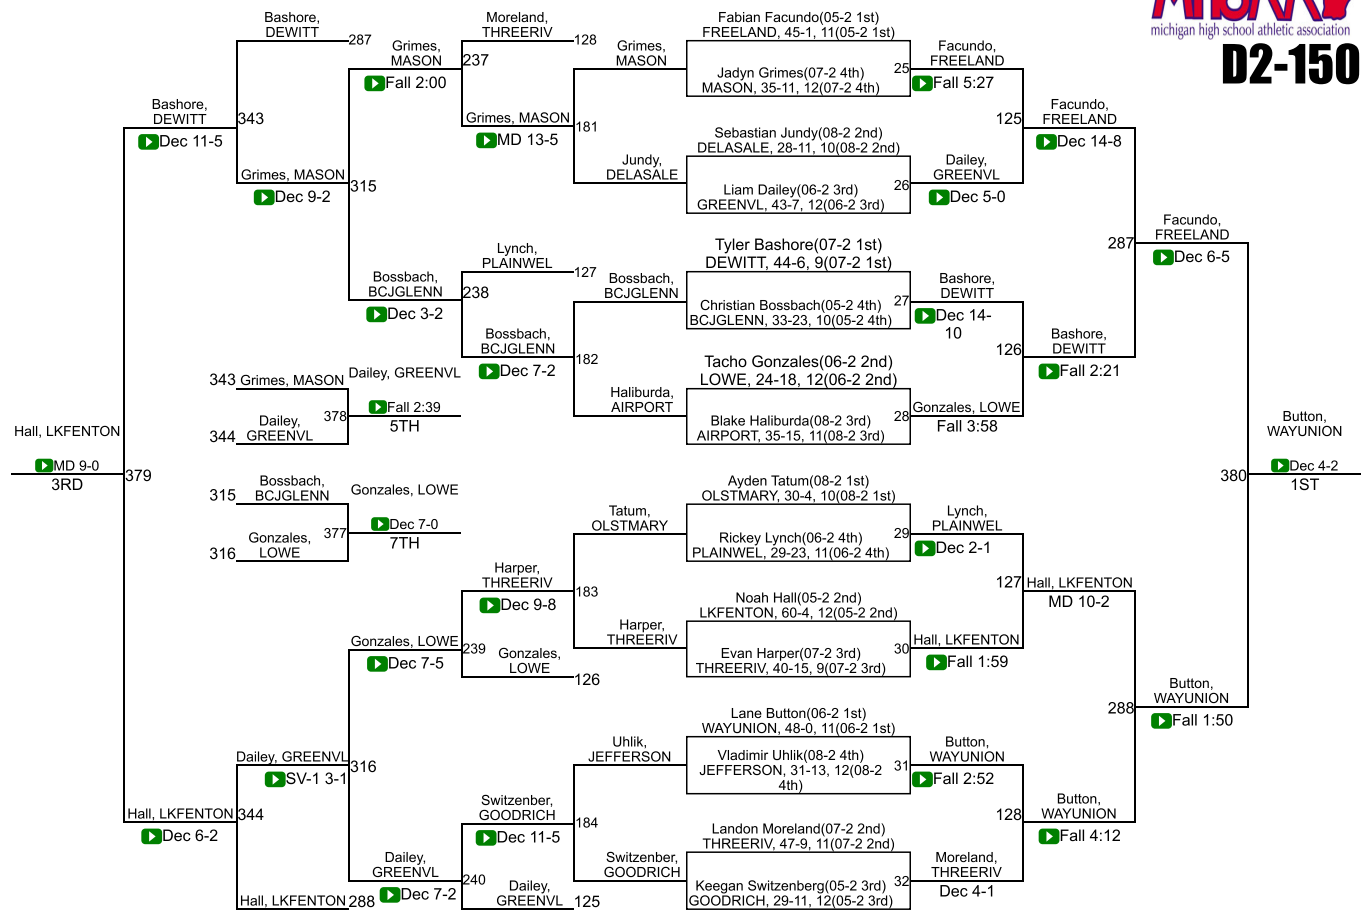 michigan high school athletic association
D2-150
Bashore,
DEWITT
287
Grimes,
MASON
Fall 2:00
Moreland,
THREERIV
128
237
Grimes,
MASON
Fabian Facundo(05-2 1st)
FREELAND, 45-1, 11(05-2 1st)
Jadyn Grimes(07-2 4th)
MASON, 35-11, 12(07-2 4th)
25
Facundo,
FREELAND
Fall 5:27
Bashore,
DEWITT
Dec 11-5
343
Grimes, MASON
MD 13-5
181
125
Facundo,
FREELAND
Dec 14-8
Grimes, MASON
Dec 9-2
315
Jundy,
DELASALE
Sebastian Jundy(08-2 2nd)
DELASALE, 28-11, 10(08-2 2nd)
Liam Dailey(06-2 3rd)
GREENVL, 43-7, 12(06-2 3rd)
26
Dailey,
GREENVL
Dec 5-0
287
Facundo,
FREELAND
Dec 6-5
Bossbach,
BCJGLENN
Dec 3-2
Lynch,
PLAINWEL
127
238
Bossbach,
BCJGLENN
Tyler Bashore(07-2 1st)
DEWITT, 44-6, 9(07-2 1st)
Christian Bossbach(05-2 4th)
BCJGLENN, 33-23, 10(05-2 4th)
27
Bashore,
DEWITT
Dec 14-
10
Bossbach,
BCJGLENN
Dec 7-2
182
126
Bashore,
DEWITT
Fall 2:21
343
Grimes, MASON
Dailey, GREENVL
Fall 2:39
5TH
378
Dailey,
GREENVL
344
Haliburda,
AIRPORT
Tacho Gonzales(06-2 2nd)
LOWE, 24-18, 12(06-2 2nd)
Blake Haliburda(08-2 3rd)
AIRPORT, 35-15, 11(08-2 3rd)
28
Gonzales, LOWE
Fall 3:58
Hall, LKFENTON
MD 9-0
3RD
379
Button,
WAYUNION
380
Dec 4-2
1ST
315
Bossbach,
BCJGLENN
Gonzales, LOWE
Dec 7-0
7TH
377
Gonzales,
LOWE
316
Tatum,
OLSTMARY
Ayden Tatum(08-2 1st)
OLSTMARY, 30-4, 10(08-2 1st)
Rickey Lynch(06-2 4th)
PLAINWEL, 29-23, 11(06-2 4th)
29
Lynch,
PLAINWEL
Dec 2-1
Harper,
THREERIV
Dec 9-8
183
127
Hall, LKFENTON
MD 10-2
Gonzales, LOWE
Dec 7-5
239
Gonzales,
LOWE
126
Harper,
THREERIV
Noah Hall(05-2 2nd)
LKFENTON, 60-4, 12(05-2 2nd)
Evan Harper(07-2 3rd)
THREERIV, 40-15, 9(07-2 3rd)
30
Hall, LKFENTON
Fall 1:59
288
Button,
WAYUNION
Fall 1:50
Dailey, GREENVL
SV-1 3-1
316
Uhlik,
JEFFERSON
Lane Button(06-2 1st)
WAYUNION, 48-0, 11(06-2 1st)
Vladimir Uhlik(08-2 4th)
JEFFERSON, 31-13, 12(08-2
4th)
31
Button,
WAYUNION
Fall 2:52
Hall, LKFENTON
Dec 6-2
344
Switzenber,
GOODRICH
Dec 11-5
184
128
Button,
WAYUNION
Fall 4:12
Dailey,
GREENVL
Dec 7-2
240
Switzenber,
GOODRICH
Landon Moreland(07-2 2nd)
THREERIV, 47-9, 11(07-2 2nd)
Keegan Switzenberg(05-2 3rd)
GOODRICH, 29-11, 12(05-2 3rd)
32
Moreland,
THREERIV
Dec 4-1
Hall, LKFENTON
288
Dailey,
GREENVL
125